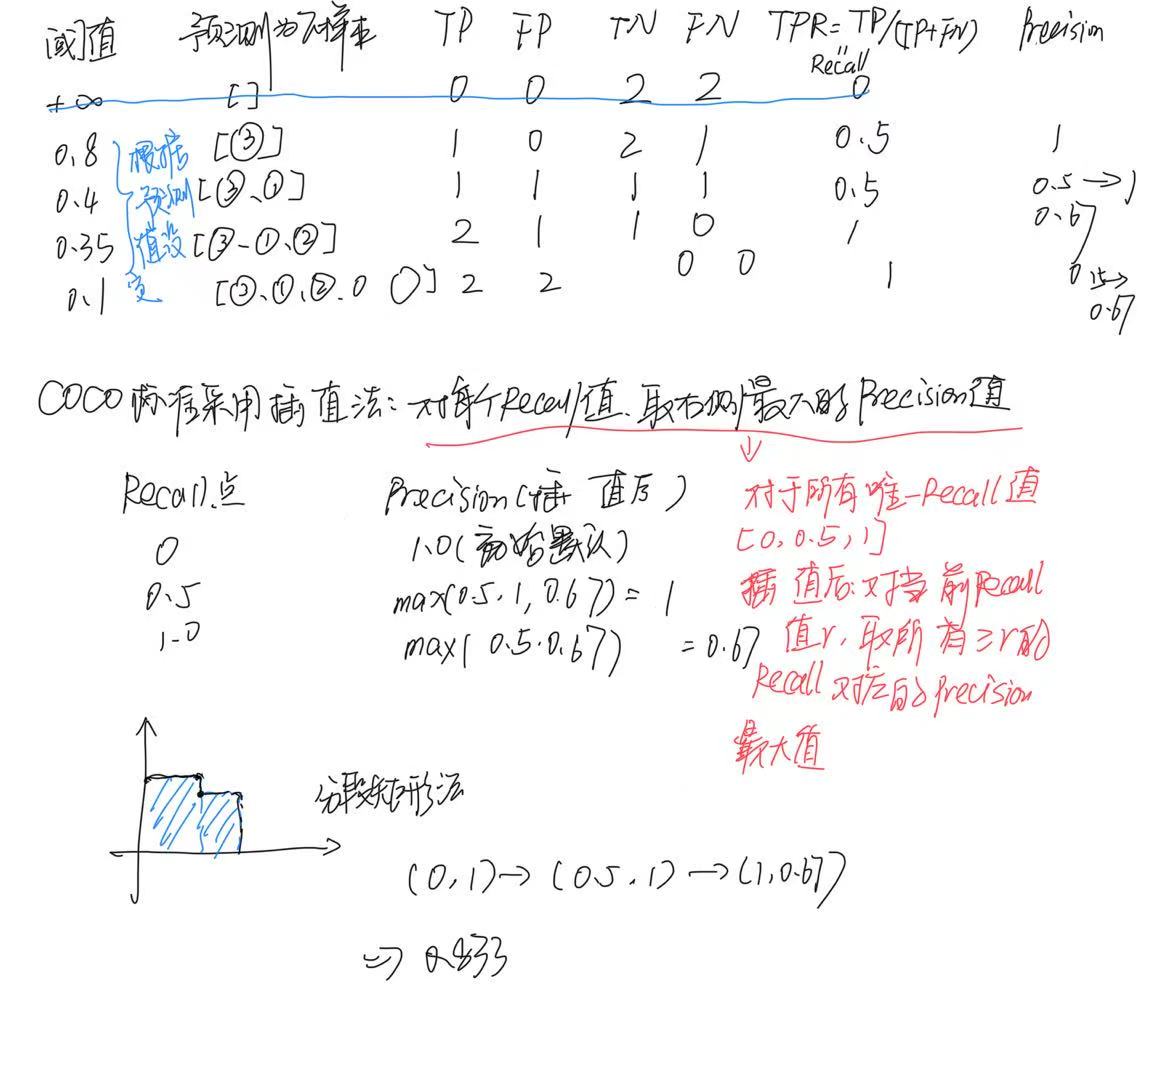 阈值 预测为正样本 TP FP TN FN TPR=TP/(TP+FN) Precision
" Recall
+∞ [ ] 0 0 2 2 0
0.8 根据 [③] 1 0 2 1 0.5 1
0.4 预测 [③、①] 1 1 1 1 0.5 0.5→1
0.35 值设 [③-①、②] 2 1 1 0 1 0.67
0.1 定 [③、①、②、0 0] 2 2 0 0 1 0.5→
0.67
COCO标准采用插值法:对每个Recall值、取右侧最大的Precision值
Recall点 Precision(插值后)
0 1.0(初始默认)
0.5 max(0.5、1,0.67)= 1
1.0 max( 0.5、0.67) =0.67
对于所有唯一Recall值
[0,0.5,1]
插值后对当前Recall
值r,取所有≥r的
Recall对应的Precision
最大值
分段矩形法
(0,1)→(0.5,1)→(1,0.67)
⇒ 0.833